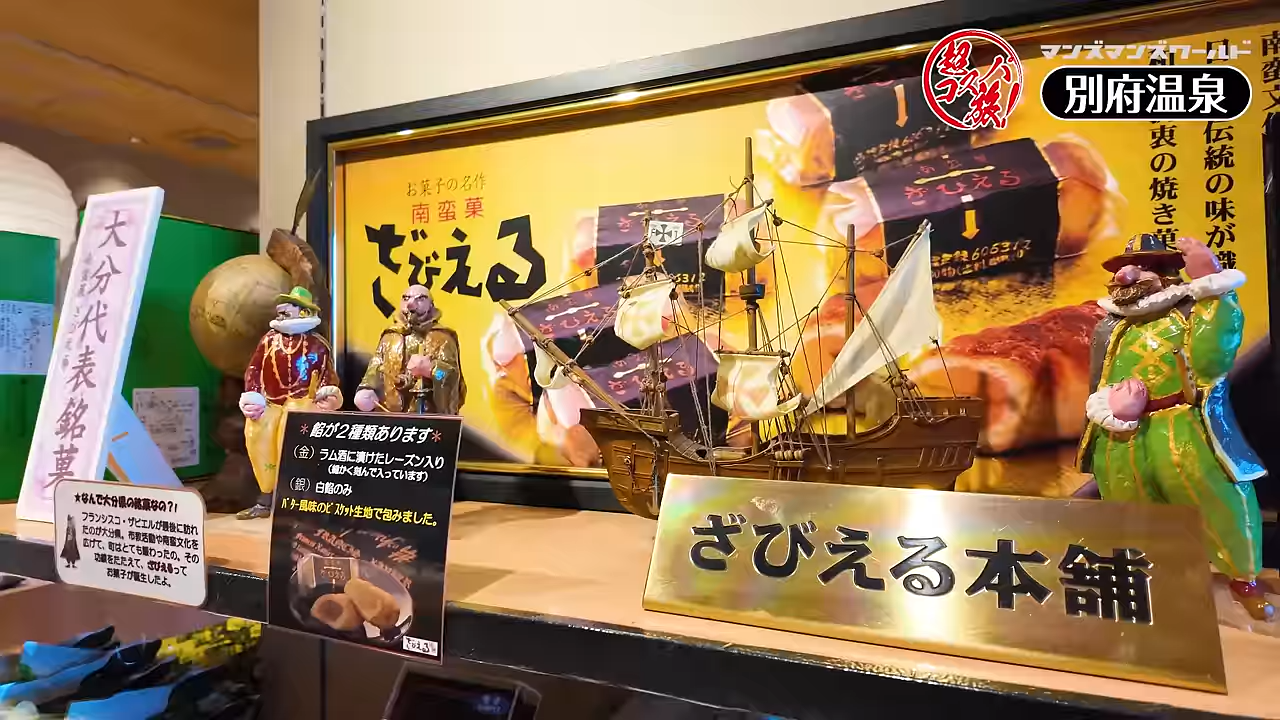 超コスパ旅!
マンズマンズワールド
別府温泉
お菓子の名作
南蛮菓
ざびえる
ざびえる
伝統の味が
の焼き菓
大分代表銘菓
*餡が2種類あります*
(金) ラム酒に漬けたレーズン入り
(細かく刻んで入っています)
(銀) 白餡のみ
バター風味のビスケット生地で包みました。
ざびえる
★なんで大分県の銘菓なの?!
フランシスコ・ザビエルが最後に訪れ
たのが大分県。布教活動や南蛮文化を
広げて、町はとても賑わったの。その
功績をたたえて、ざびえるって
お菓子が誕生したよ。
ざびえる本舗